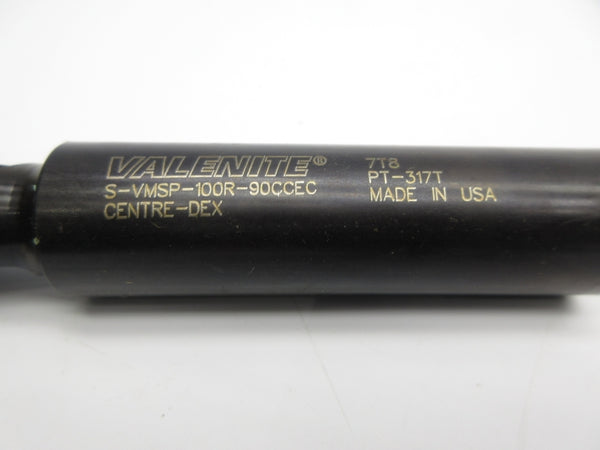 VALENITE® 7T8
S-VMSP-100R-90CCEC PT-317T
CENTRE-DEX MADE IN USA